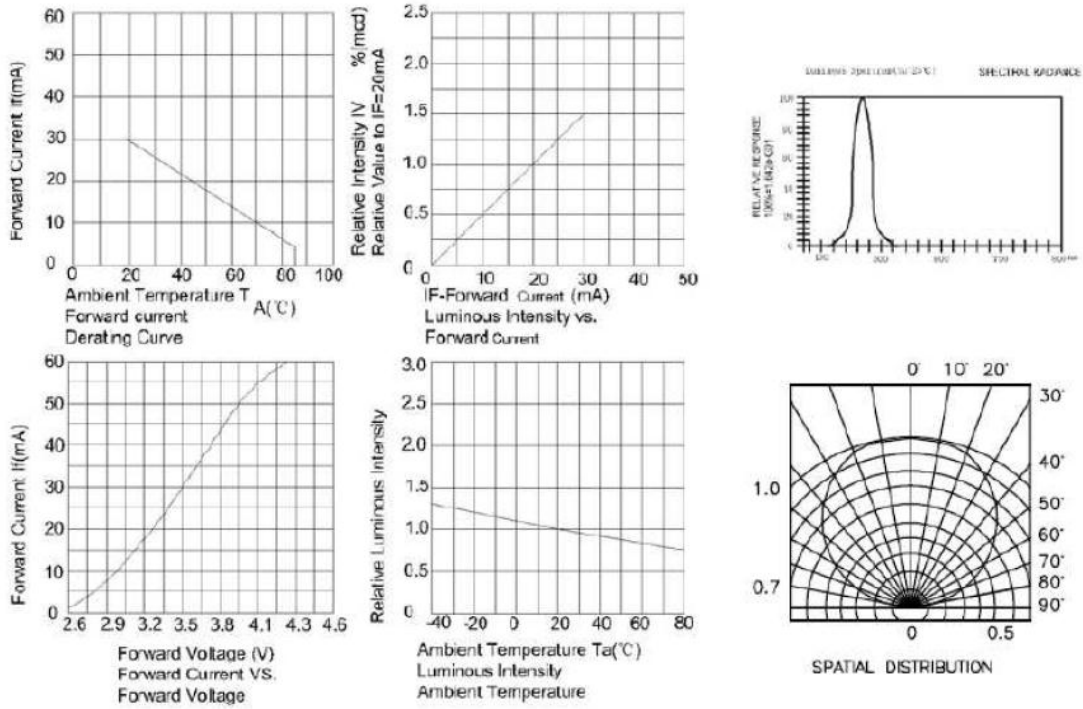 60
50
40
30
20
10
0
Forward Current If(mA)
0 20 40 60 80 100
Ambient Temperature T
A(℃)
Forward current
Derating Curve
2.5
2.0
1.5
1.0
0.5
0
Relative Intensity IV %(mcd)
Relative Value to IF=20mA
0 10 20 30 40 50
IF-Forward Current (mA)
Luminous Intensity vs.
Forward Current
SPECTRAL RADIANCE
RELATIVE RESPONSE
60
50
40
30
20
10
0
Forward Current If(mA)
2.6 2.9 3.2 3.5 3.8 4.1 4.3 4.6
Forward Voltage (V)
Forward Current VS.
Forward Voltage
3.0
2.5
2.0
1.5
1.0
0.5
0
Relative Luminous Intensity
-40 -20 0 20 40 60 80
Ambient Temperature Ta(℃)
Luminous Intensity
Ambient Temperature
0° 10° 20°
30°
40°
50°
60°
70°
80°
90°
1.0
0.7
0 0.5
SPATIAL DISTRIBUTION